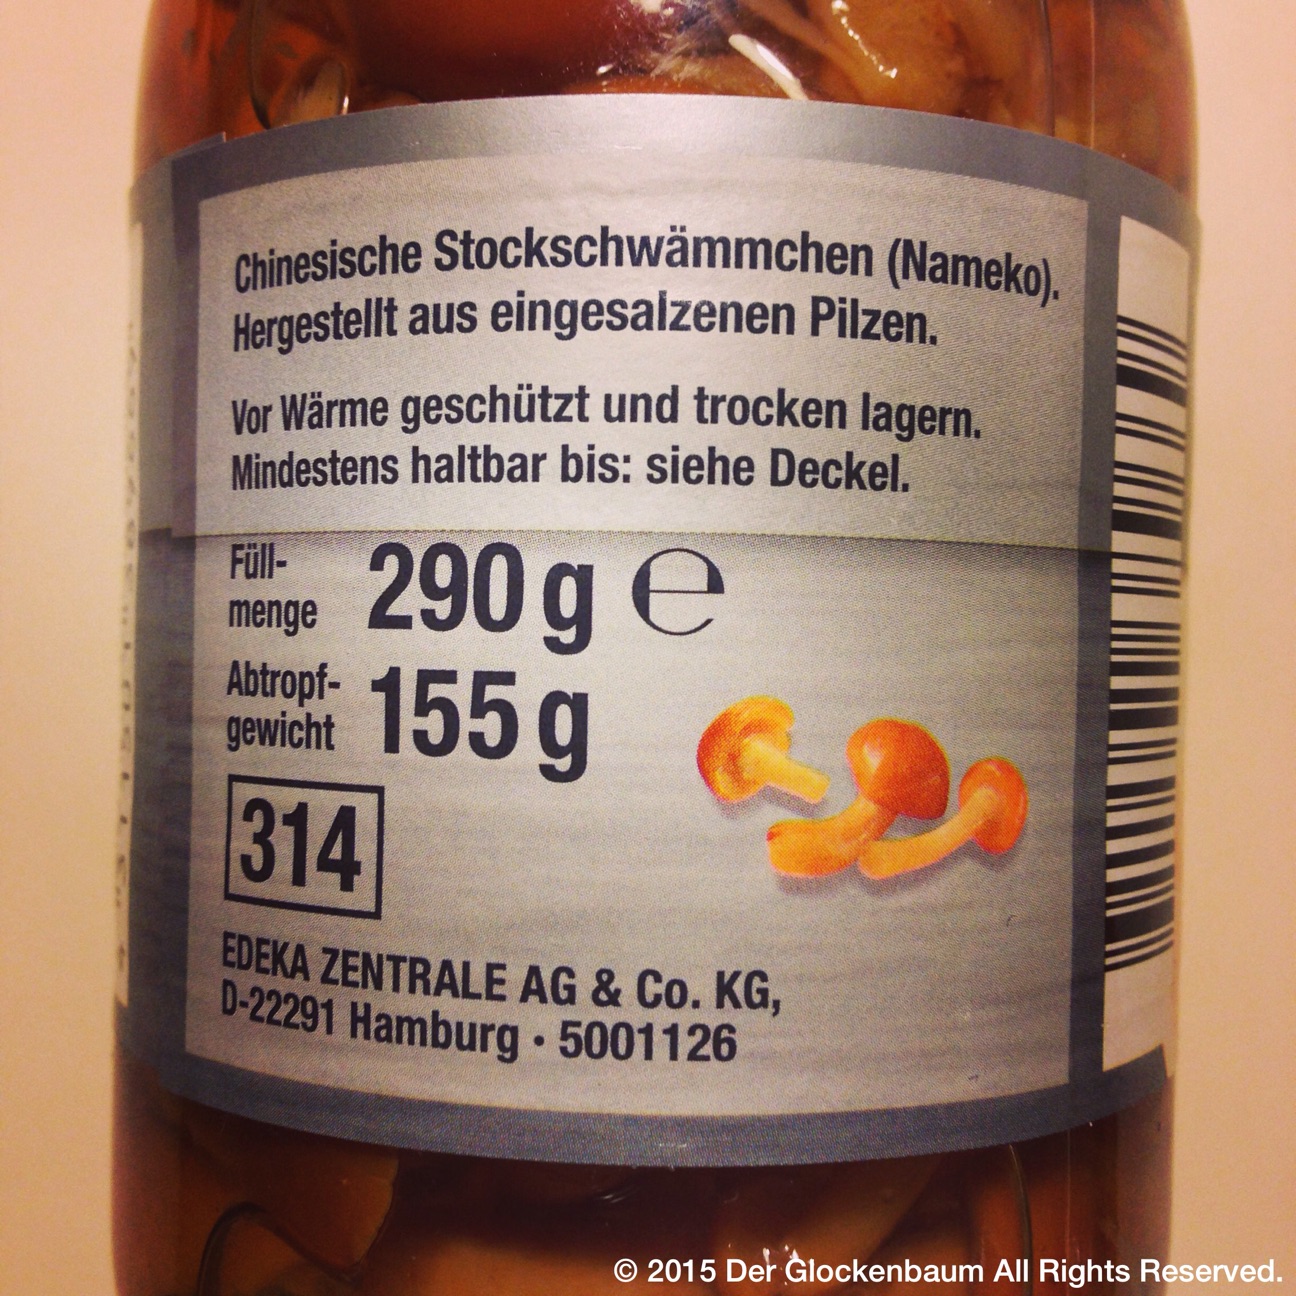 Chinesische Stockschwämmchen (Nameko).
Hergestellt aus eingesalzenen Pilzen.
Vor Wärme geschützt und trocken lagern.
Mindestens haltbar bis: siehe Deckel.
Füll-
menge 290 g ℮
Abtropf-
gewicht 155 g
314
EDEKA ZENTRALE AG & Co. KG,
D-22291 Hamburg · 5001126
© 2015 Der Glockenbaum All Rights Reserved.